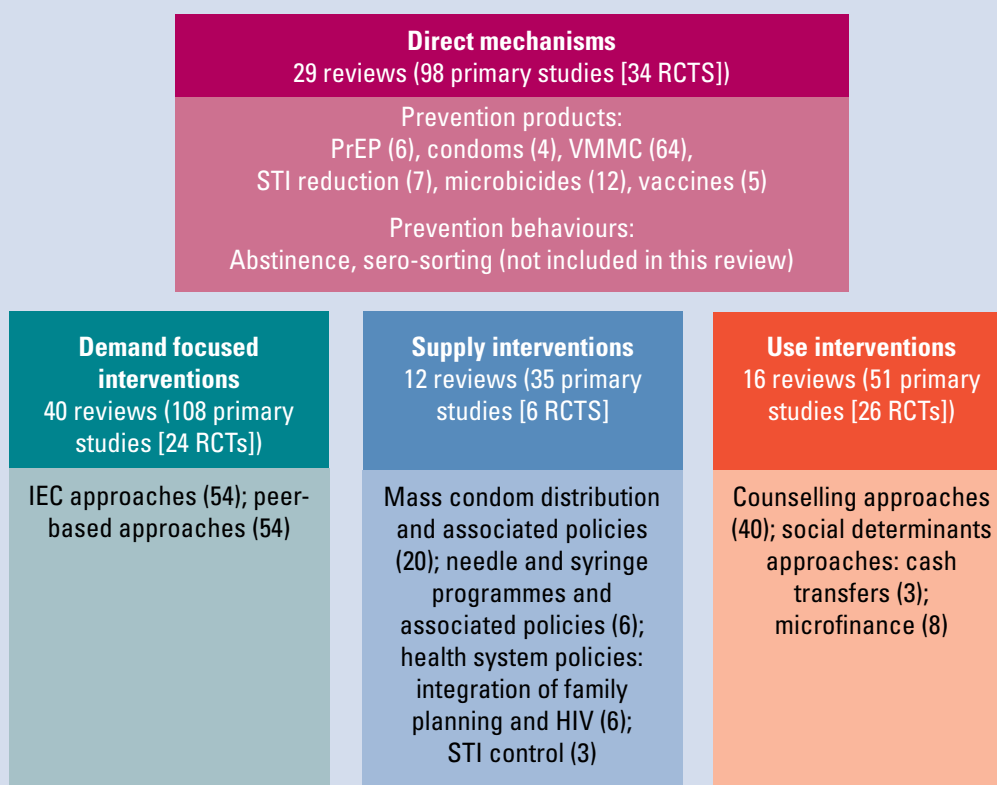 Direct mechanisms
29 reviews (98 primary studies [34 RCTS])
Prevention products:
PrEP (6), condoms (4), VMMC (64),
STI reduction (7), microbicides (12), vaccines (5)
Prevention behaviours:
Abstinence, sero-sorting (not included in this review)
Demand focused
interventions
40 reviews (108 primary
studies [24 RCTs])
IEC approaches (54); peer-
based approaches (54)
Supply interventions
12 reviews (35 primary
studies [6 RCTS]
Mass condom distribution
and associated policies
(20); needle and syringe
programmes and
associated policies (6);
health system policies:
integration of family
planning and HIV (6);
STI control (3)
Use interventions
16 reviews (51 primary
studies [26 RCTs])
Counselling approaches
(40); social determinants
approaches: cash
transfers (3);
microfinance (8)